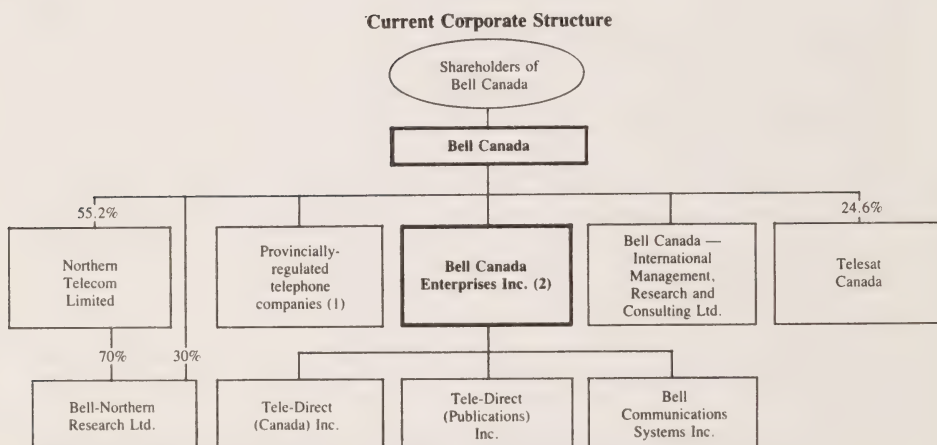 Current Corporate Structure
Shareholders of
Bell Canada
Bell Canada
55.2%
24.6%
Northern
Telecom
Limited
Provincially-
regulated
telephone
companies (1)
Bell Canada
Enterprises Inc. (2)
Bell Canada —
International
Management,
Research and
Consulting Ltd.
Telesat
Canada
70%
30%
Bell-Northern
Research Ltd.
Tele-Direct
(Canada) Inc.
Tele-Direct
(Publications)
Inc.
Bell
Communications
Systems Inc.